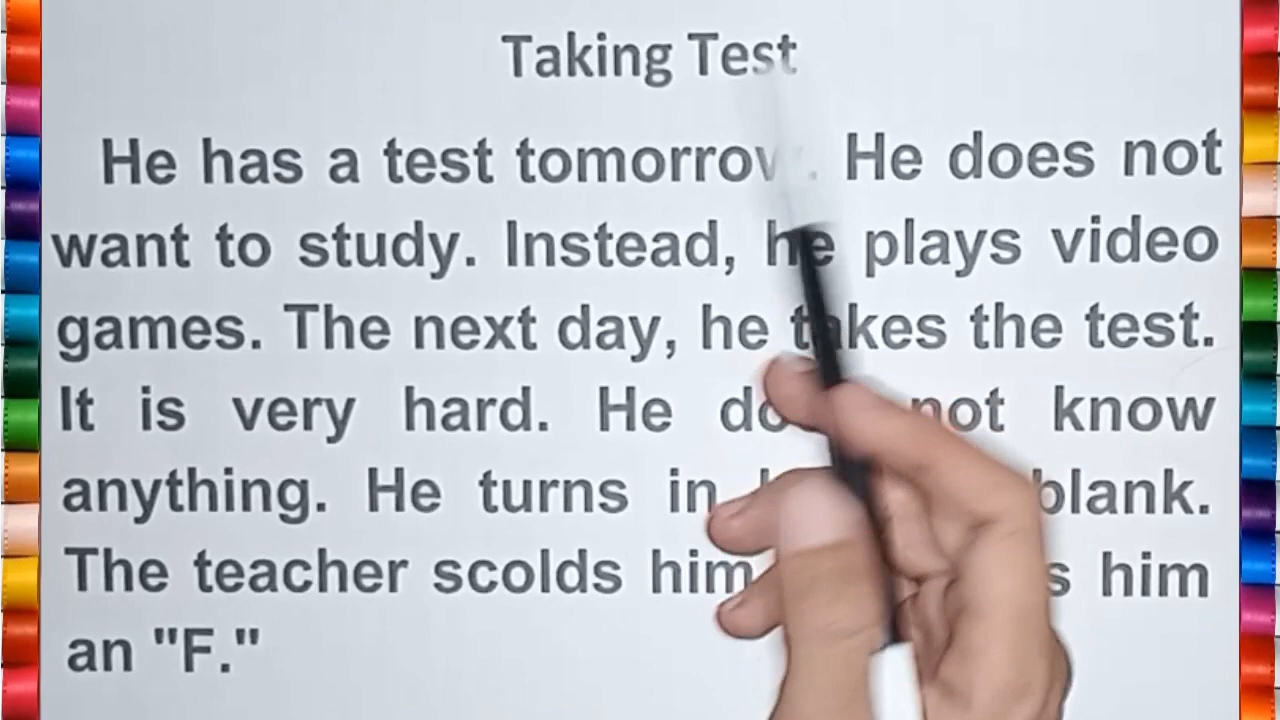 Taking Test
He has a test tomorrow. He does not
want to study. Instead, he plays video
games. The next day, he takes the test.
It is very hard. He not know
anything. He turns in blank.
The teacher scolds him him
an "F."